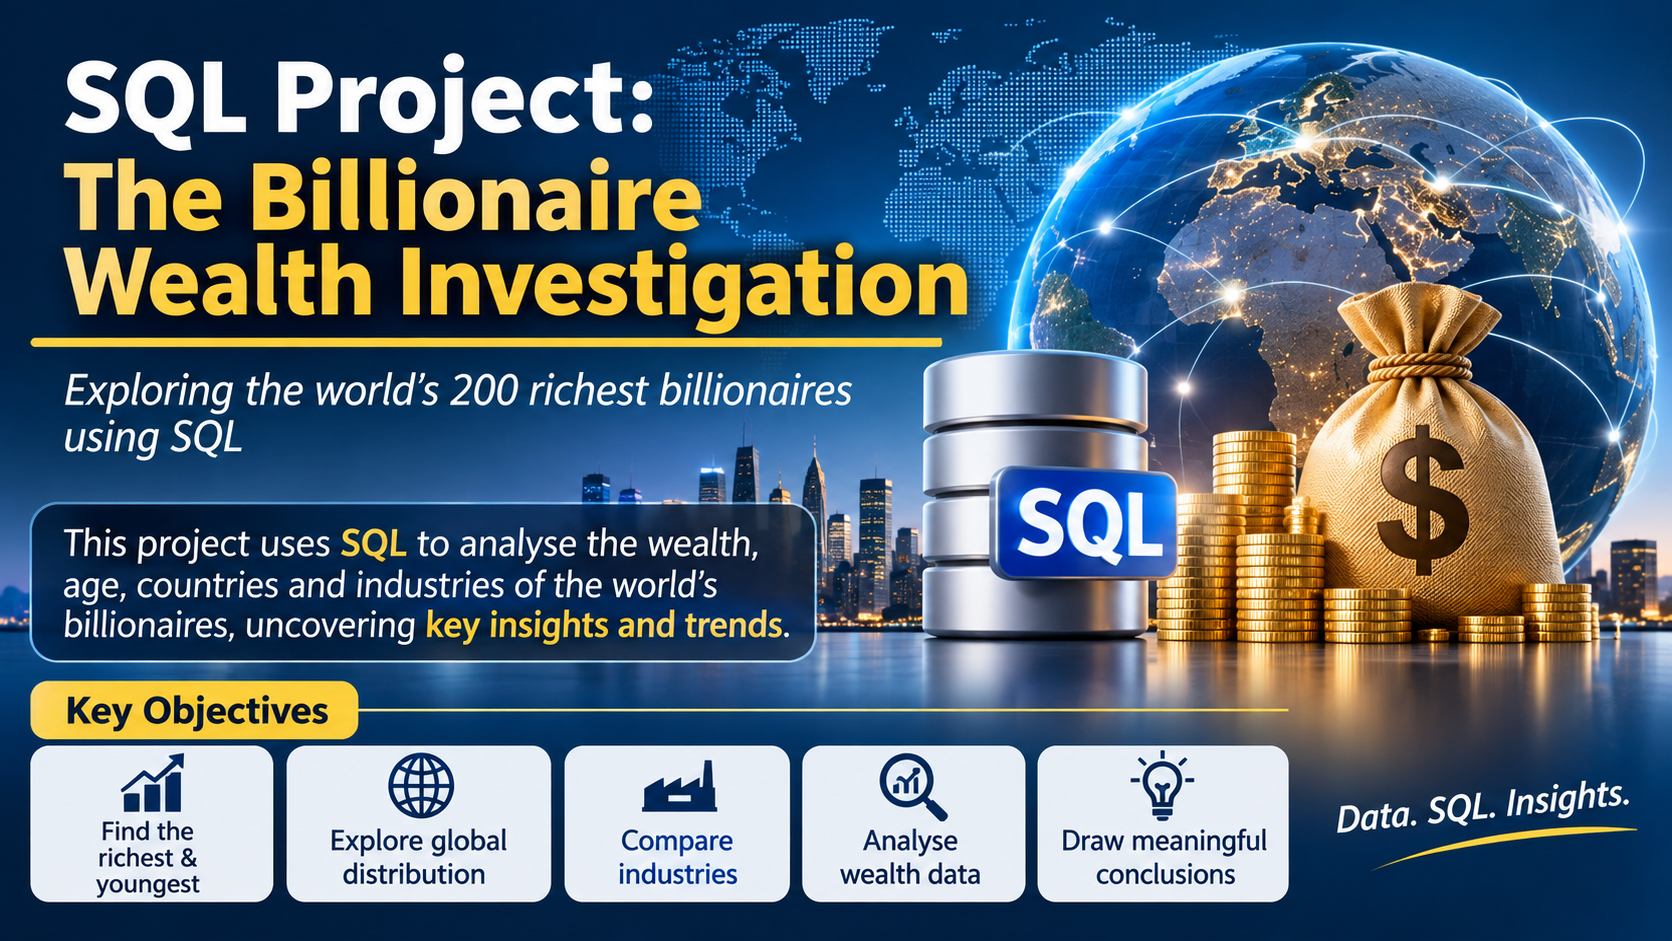 SQL Project:
The Billionaire
Wealth Investigation
Exploring the world's 200 richest billionaires
using SQL
SQL
$
This project uses SQL to analyse the wealth,
age, countries and industries of the world's
billionaires, uncovering key insights and trends.
Key Objectives
Find the
richest &
youngest
Explore global
distribution
Compare
industries
Analyse
wealth data
Draw meaningful
conclusions
Data. SQL. Insights.